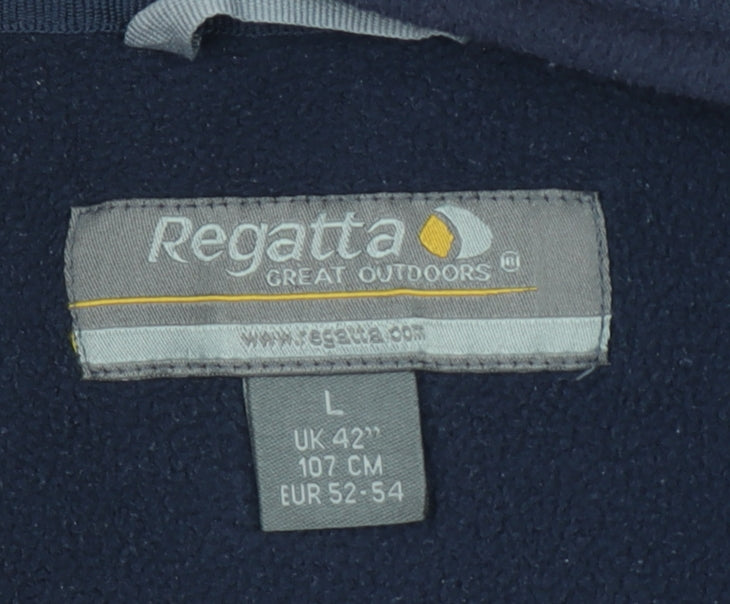 Regatta
GREAT OUTDOORS ®
www.regatta.com
L
UK 42”
107 CM
EUR 52-54